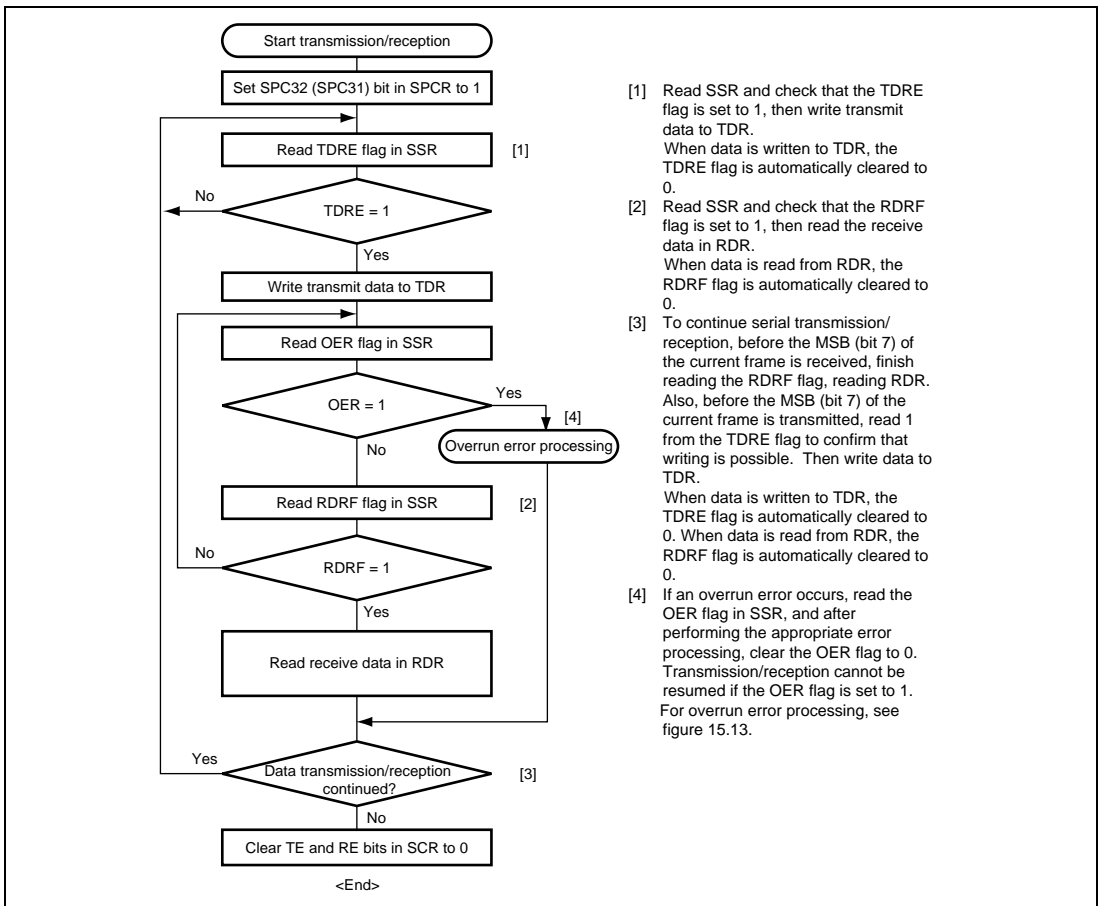 Start transmission/reception
Set SPC32 (SPC31) bit in SPCR to 1
Read TDRE flag in SSR
[1]
No
TDRE = 1
Yes
Write transmit data to TDR
Read OER flag in SSR
OER = 1
Yes
[4]
Overrun error processing
No
Read RDRF flag in SSR
[2]
No
RDRF = 1
Yes
Read receive data in RDR
Yes
Data transmission/reception
continued?
[3]
No
Clear TE and RE bits in SCR to 0
<End>
[1] Read SSR and check that the TDRE
flag is set to 1, then write transmit
data to TDR.
When data is written to TDR, the
TDRE flag is automatically cleared to
0.
[2] Read SSR and check that the RDRF
flag is set to 1, then read the receive
data in RDR.
When data is read from RDR, the
RDRF flag is automatically cleared to
0.
[3] To continue serial transmission/
reception, before the MSB (bit 7) of
the current frame is received, finish
reading the RDRF flag, reading RDR.
Also, before the MSB (bit 7) of the
current frame is transmitted, read 1
from the TDRE flag to confirm that
writing is possible. Then write data to
TDR.
When data is written to TDR, the
TDRE flag is automatically cleared to
0. When data is read from RDR, the
RDRF flag is automatically cleared to
0.
[4] If an overrun error occurs, read the
OER flag in SSR, and after
performing the appropriate error
processing, clear the OER flag to 0.
Transmission/reception cannot be
resumed if the OER flag is set to 1.
For overrun error processing, see
figure 15.13.